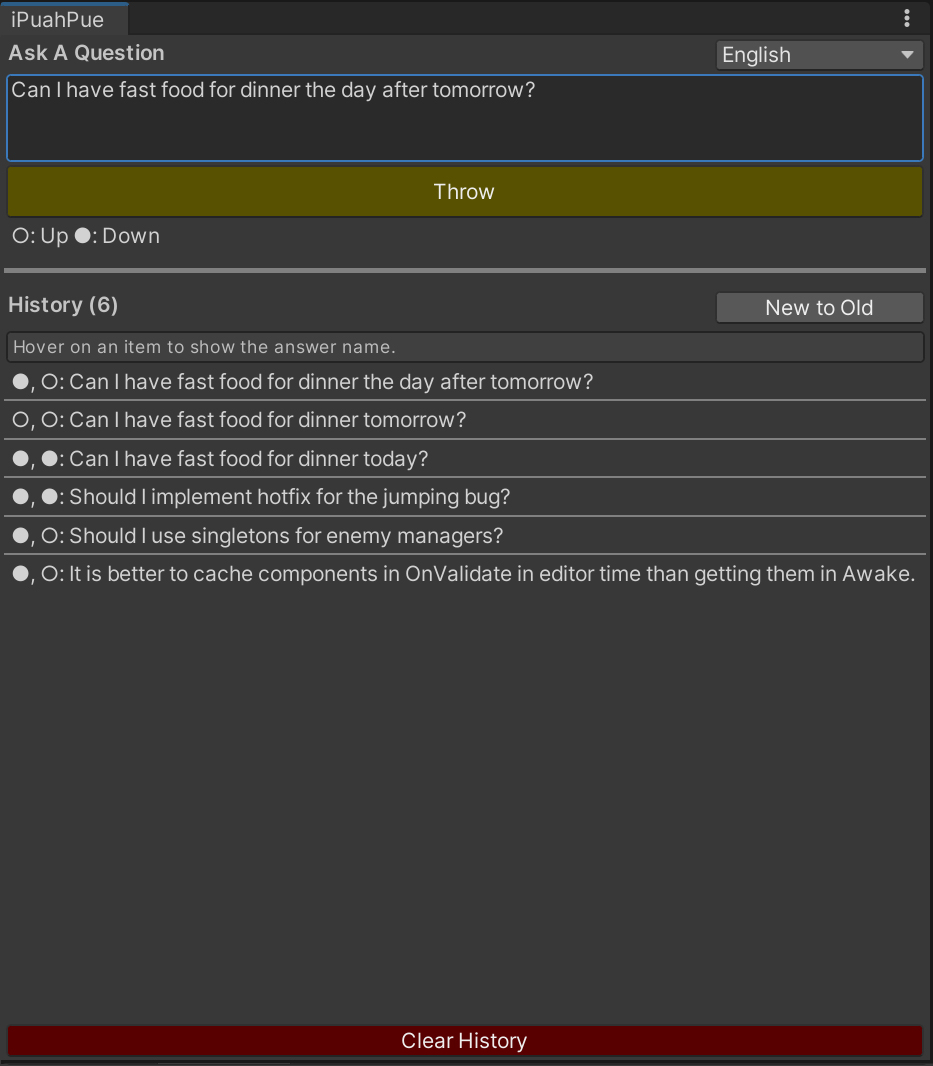 iPuahPue
Ask A Question
English
Can I have fast food for dinner the day after tomorrow?
Throw
○: Up ●: Down
History (6)
New to Old
Hover on an item to show the answer name.
●, ○: Can I have fast food for dinner the day after tomorrow?
○, ○: Can I have fast food for dinner tomorrow?
●, ●: Can I have fast food for dinner today?
●, ●: Should I implement hotfix for the jumping bug?
●, ○: Should I use singletons for enemy managers?
●, ○: It is better to cache components in OnValidate in editor time than getting them in Awake.
Clear History